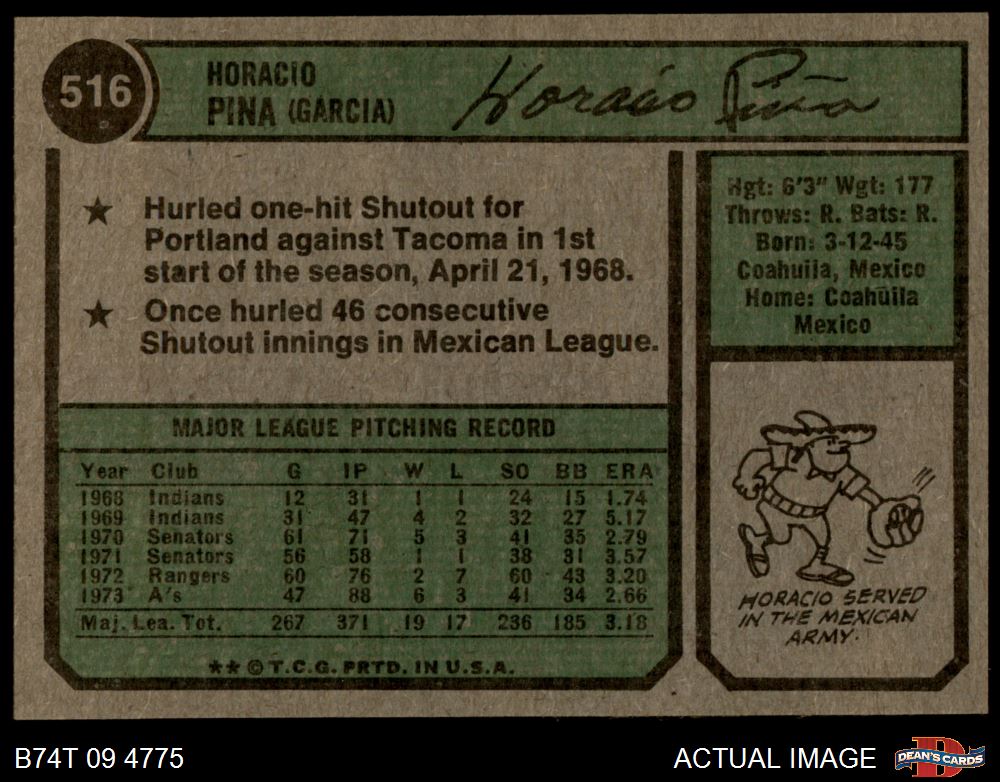 516
HORACIO
PINA (GARCIA)
Horacio Piña
★ Hurled one-hit Shutout for
Portland against Tacoma in 1st
start of the season, April 21, 1968.
★ Once hurled 46 consecutive
Shutout innings in Mexican League.
Hgt: 6'3" Wgt: 177
Throws: R. Bats: R.
Born: 3-12-45
Coahuila, Mexico
Home: Coahuila
Mexico
MAJOR LEAGUE PITCHING RECORD
Year Club G IP W L SO BB ERA
1968 Indians 12 31 1 1 24 15 1.74
1969 Indians 31 47 4 2 32 27 5.17
1970 Senators 61 71 5 3 41 35 2.79
1971 Senators 56 58 1 1 38 31 3.57
1972 Rangers 60 76 2 7 60 43 3.20
1973 A's 47 88 6 3 41 34 2.66
Maj. Lea. Tot. 267 371 19 17 236 185 3.18
HORACIO SERVED
IN THE MEXICAN
ARMY.
★★ © T.C.G. PRTD. IN U.S.A.
B74T 09 4775
ACTUAL IMAGE
D
DEAN'S CARDS